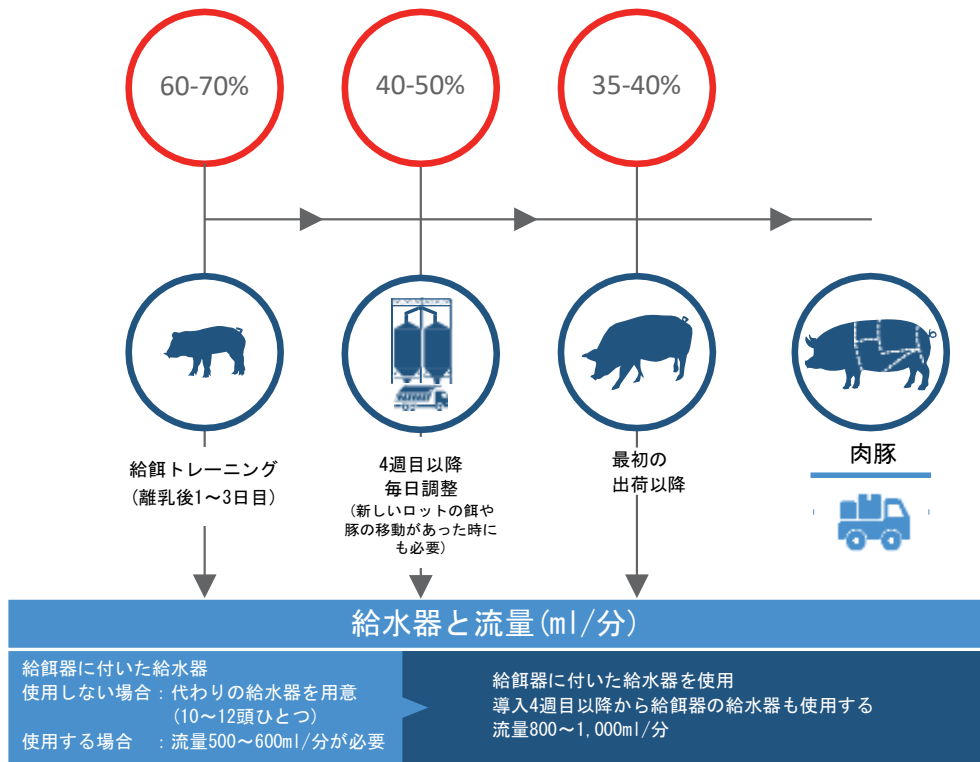 60-70%
40-50%
35-40%
給餌トレーニング
(離乳後1～3日目)
4週目以降
毎日調整
(新しいロットの餌や
豚の移動があった時に
も必要)
最初の
出荷以降
肉豚
給水器と流量(ml/分)
給餌器に付いた給水器
使用しない場合：代わりの給水器を用意
(10～12頭ひとつ)
使用する場合　：流量500～600ml/分が必要
給餌器に付いた給水器を使用
導入4週目以降から給餌器の給水器も使用する
流量800～1,000ml/分